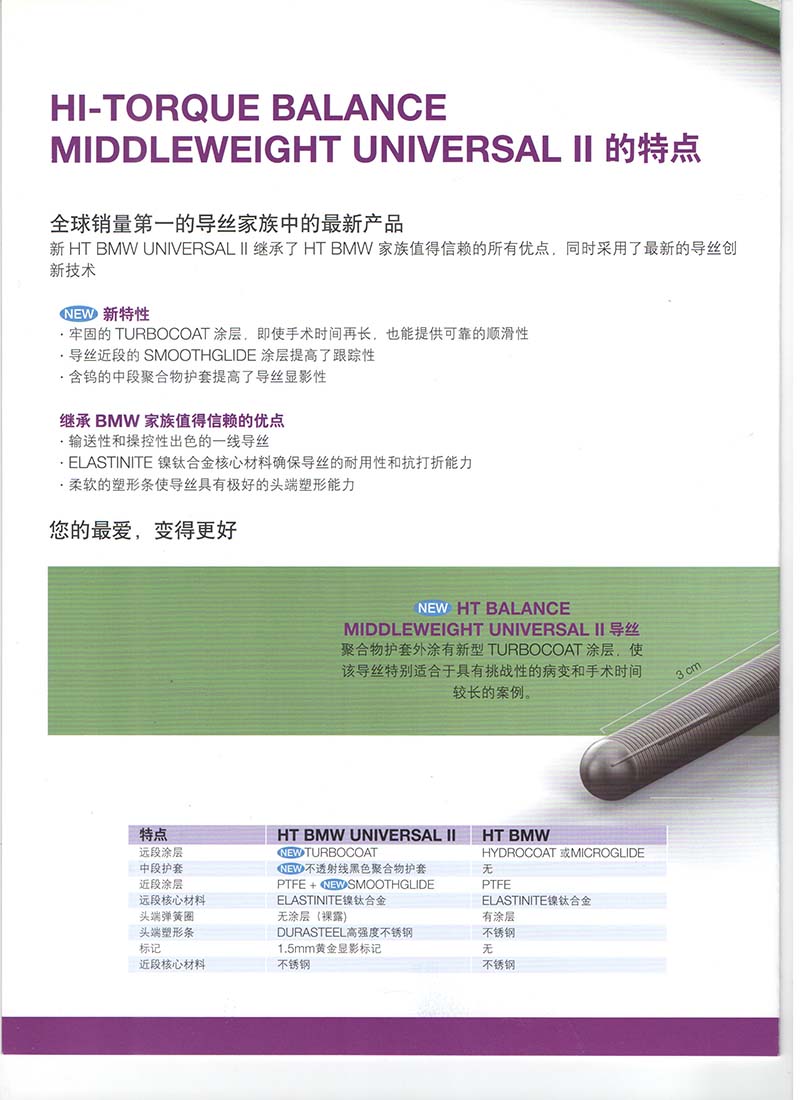 HI-TORQUE BALANCE
MIDDLEWEIGHT UNIVERSAL II 的特点
全球销量第一的导丝家族中的最新产品
新 HT BMW UNIVERSAL II 继承了 HT BMW 家族值得信赖的所有优点，同时采用了最新的导丝创
新技术
NEW 新特性
· 牢固的 TURBOCOAT 涂层，即使手术时间再长，也能提供可靠的顺滑性
· 导丝近段的 SMOOTHGLIDE 涂层提高了跟踪性
· 含钨的中段聚合物护套提高了导丝显影性
继承 BMW 家族值得信赖的优点
· 输送性和操控性出色的一线导丝
· ELASTINITE 镍钛合金核心材料确保导丝的耐用性和抗打折能力
· 柔软的塑形条使导丝具有极好的头端塑形能力
您的最爱，变得更好
NEW HT BALANCE
MIDDLEWEIGHT UNIVERSAL II 导丝
聚合物护套外涂有新型 TURBOCOAT 涂层，使
该导丝特别适合于具有挑战性的病变和手术时间
较长的案例。
3 cm
特点 HT BMW UNIVERSAL II HT BMW
远段涂层 NEW TURBOCOAT HYDROCOAT 或MICROGLIDE
中段护套 NEW 不透射线黑色聚合物护套 无
近段涂层 PTFE + NEW SMOOTHGLIDE PTFE
远段核心材料 ELASTINITE镍钛合金 ELASTINITE镍钛合金
头端弹簧圈 无涂层（裸露） 有涂层
头端塑形条 DURASTEEL高强度不锈钢 不锈钢
标记 1.5mm黄金显影标记 无
近段核心材料 不锈钢 不锈钢